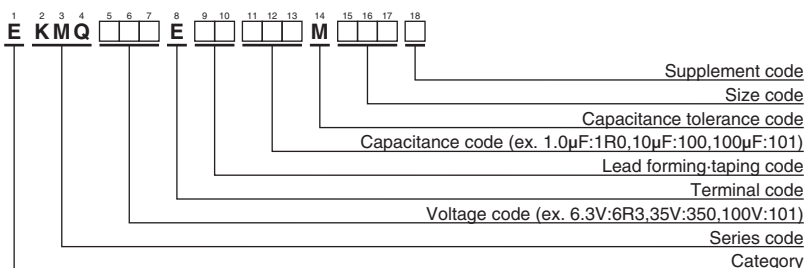 1 2 3 4 5 6 7 8 9 10 11 12 13 14 15 16 17 18
E KMQ E M
Supplement code
Size code
Capacitance tolerance code
Capacitance code (ex. 1.0μF:1R0,10μF:100,100μF:101)
Lead forming·taping code
Terminal code
Voltage code (ex. 6.3V:6R3,35V:350,100V:101)
Series code
Category